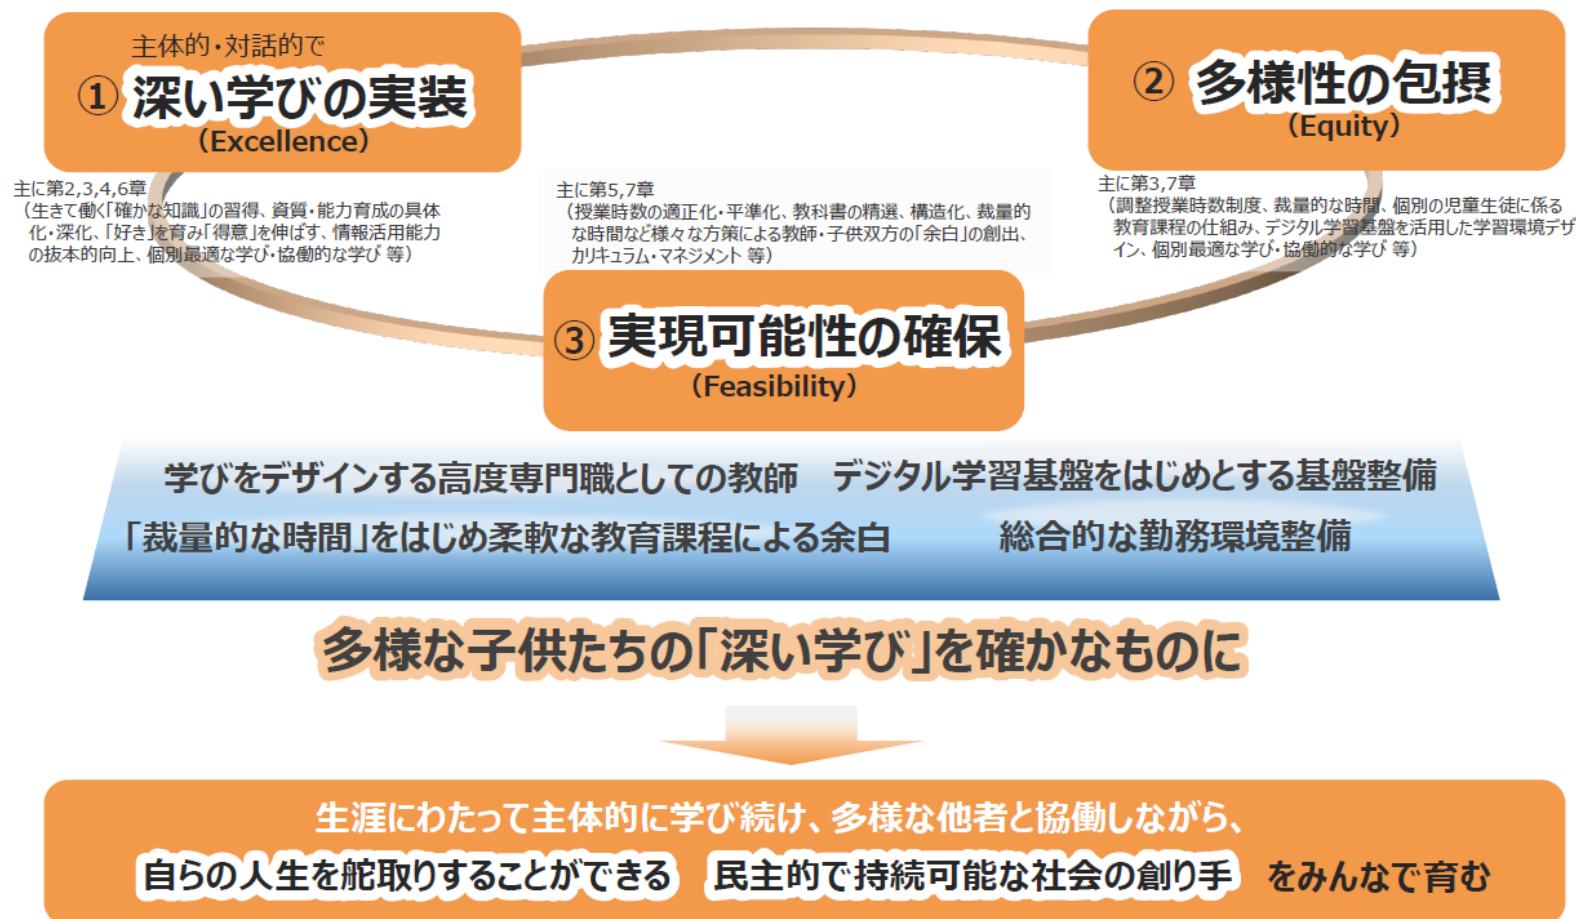 主体的・対話的で
① 深い学びの実装
（Excellence）
② 多様性の包摂
（Equity）
主に第2,3,4,6章
（生きて働く「確かな知識」の習得、資質・能力育成の具体
化・深化、「好き」を育み「得意」を伸ばす、情報活用能力
の抜本的向上、個別最適な学び・協働的な学び 等）
主に第5,7章
（授業時数の適正化・平準化、教科書の精選、構造化、裁量的
な時間など様々な方策による教師・子供双方の「余白」の創出、
カリキュラム・マネジメント 等）
主に第3,7章
（調整授業時数制度、裁量的な時間、個別の児童生徒に係る
教育課程の仕組み、デジタル学習基盤を活用した学習環境デザ
イン、個別最適な学び・協働的な学び 等）
③ 実現可能性の確保
（Feasibility）
学びをデザインする高度専門職としての教師 デジタル学習基盤をはじめとする基盤整備
「裁量的な時間」をはじめ柔軟な教育課程による余白 総合的な勤務環境整備
多様な子供たちの「深い学び」を確かなものに
生涯にわたって主体的に学び続け、多様な他者と協働しながら、
自らの人生を舵取りすることができる 民主的で持続可能な社会の創り手 をみんなで育む